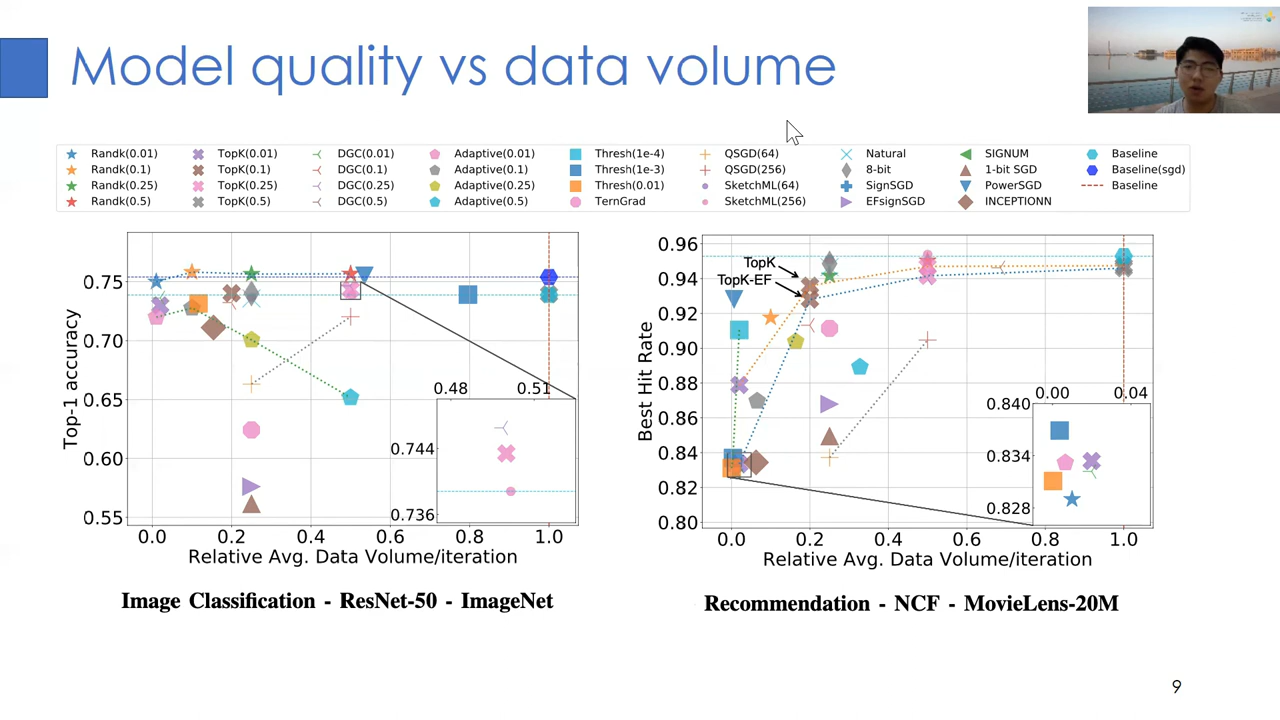 Model quality vs data volume
Randk(0.01) TopK(0.01) DGC(0.01) Adaptive(0.01) Thresh(1e-4) QSGD(64) Natural SIGNUM Baseline
Randk(0.1) TopK(0.1) DGC(0.1) Adaptive(0.1) Thresh(1e-3) QSGD(256) 8-bit 1-bit SGD Baseline(sgd)
Randk(0.25) TopK(0.25) DGC(0.25) Adaptive(0.25) Thresh(0.01) SketchML(64) SignSGD PowerSGD Baseline
Randk(0.5) TopK(0.5) DGC(0.5) Adaptive(0.5) TernGrad SketchML(256) EFsignSGD INCEPTIONN
Top-1 accuracy
0.75
0.70
0.65
0.60
0.55
0.48 0.51
0.744
0.736
0.0 0.2 0.4 0.6 0.8 1.0
Relative Avg. Data Volume/iteration
Image Classification - ResNet-50 - ImageNet
Best Hit Rate
0.96
0.94
0.92
0.90
0.88
0.86
0.84
0.82
0.80
TopK
TopK-EF
0.00 0.04
0.840
0.834
0.828
0.0 0.2 0.4 0.6 0.8 1.0
Relative Avg. Data Volume/iteration
Recommendation - NCF - MovieLens-20M
9